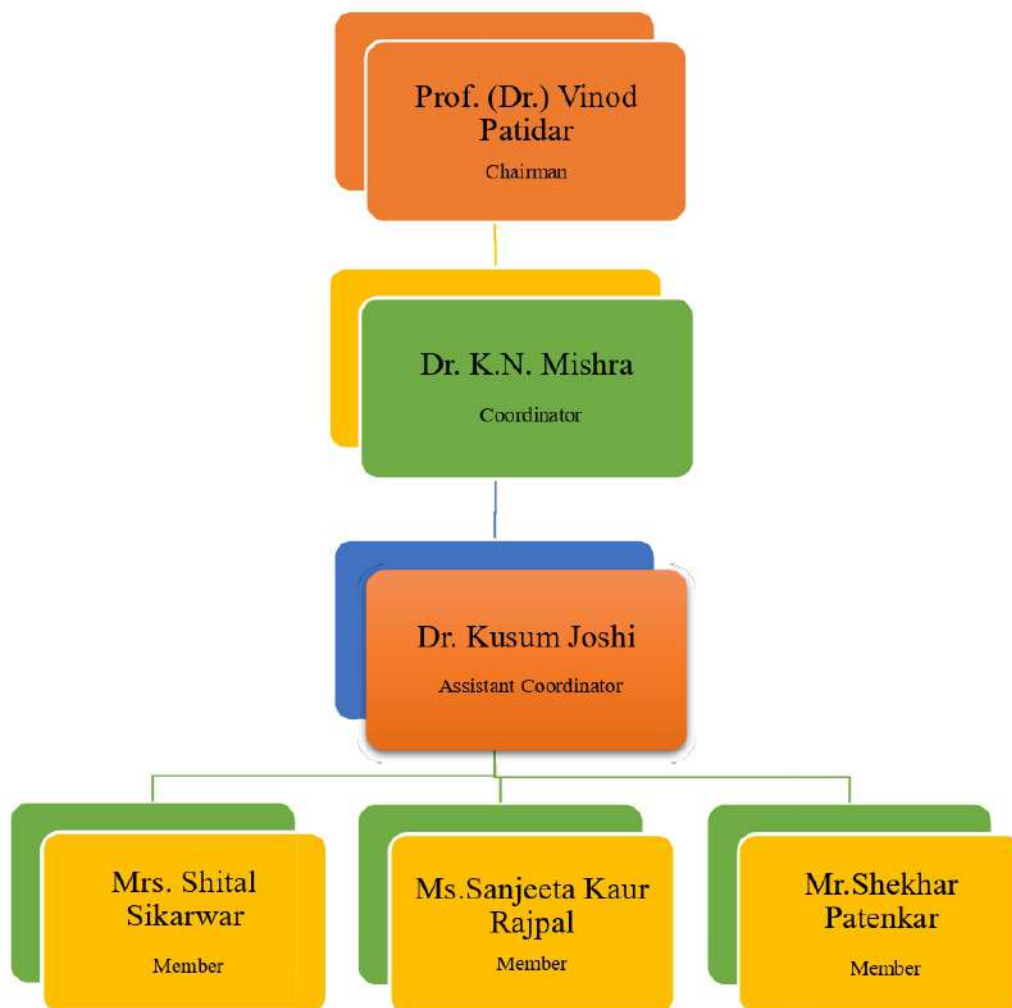 Prof. (Dr.) Vinod
Patidar
Chairman
Dr. K.N. Mishra
Coordinator
Dr. Kusum Joshi
Assistant Coordinator
Mrs. Shital
Sikarwar
Member
Ms.Sanjeeta Kaur
Rajpal
Member
Mr.Shekhar
Patenkar
Member